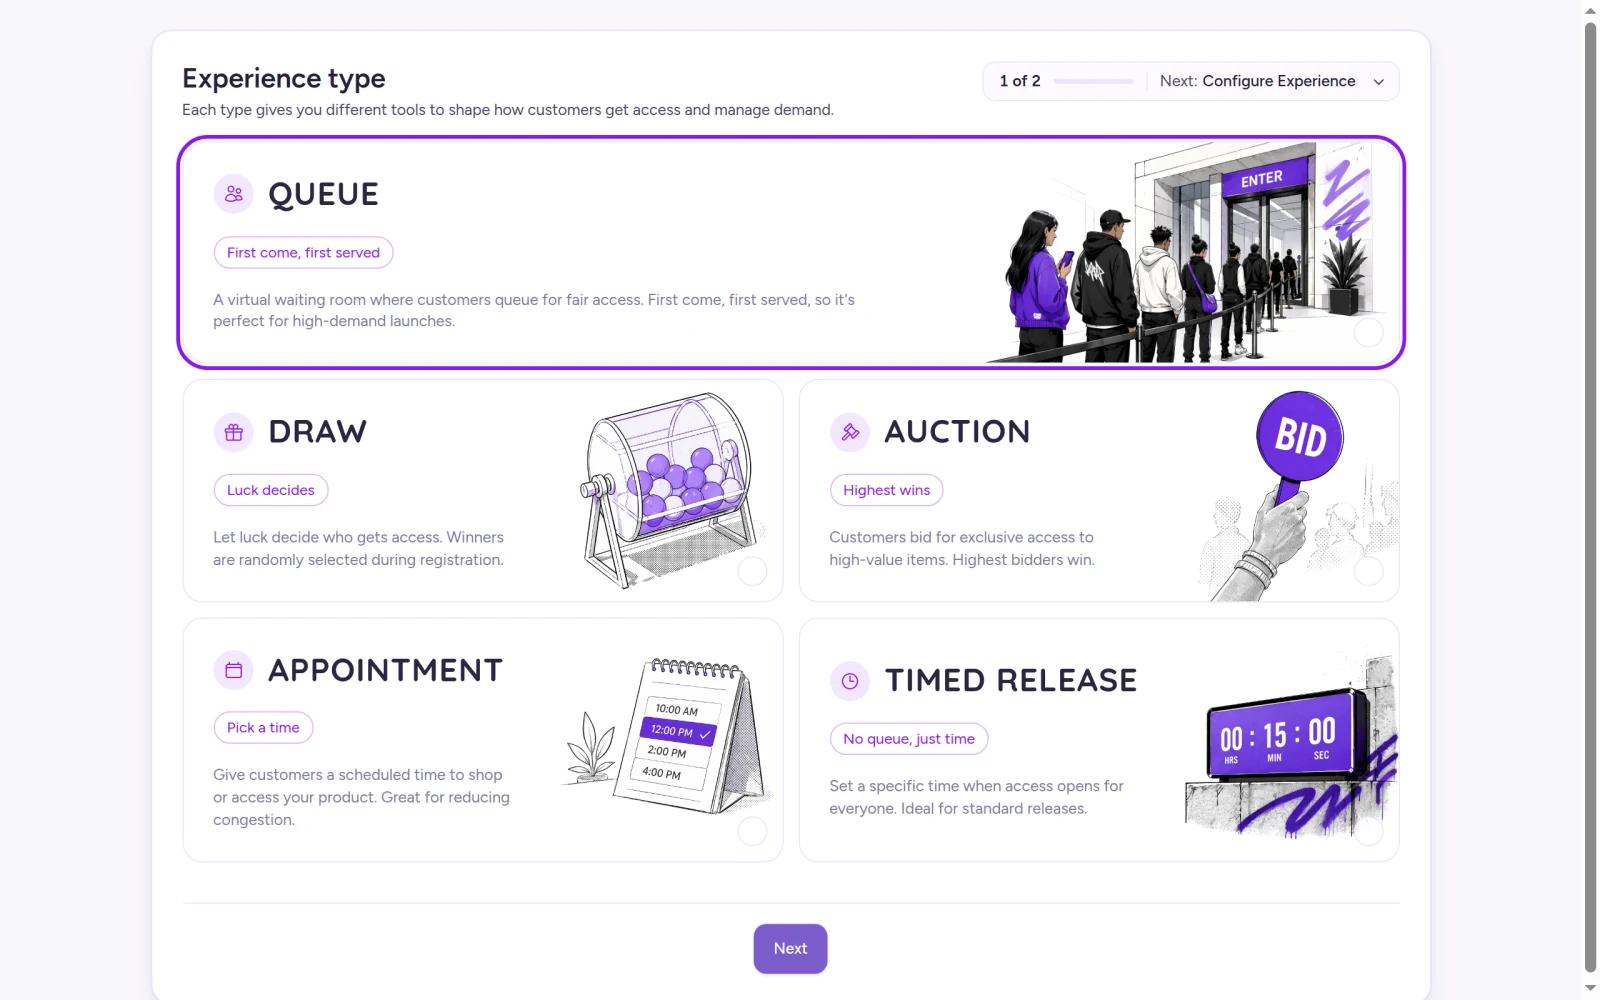 Experience type
Each type gives you different tools to shape how customers get access and manage demand.
1 of 2
Next: Configure Experience
QUEUE
First come, first served
A virtual waiting room where customers queue for fair access. First come, first served, so it's
perfect for high-demand launches.
ENTER
DRAW
Luck decides
Let luck decide who gets access. Winners
are randomly selected during registration.
AUCTION
Highest wins
Customers bid for exclusive access to
high-value items. Highest bidders win.
BID
APPOINTMENT
Pick a time
Give customers a scheduled time to shop
or access your product. Great for reducing
congestion.
10:00 AM
12:00 PM
2:00 PM
4:00 PM
TIMED RELEASE
No queue, just time
Set a specific time when access opens for
everyone. Ideal for standard releases.
00 : 15 : 00
HRS MIN SEC
Next